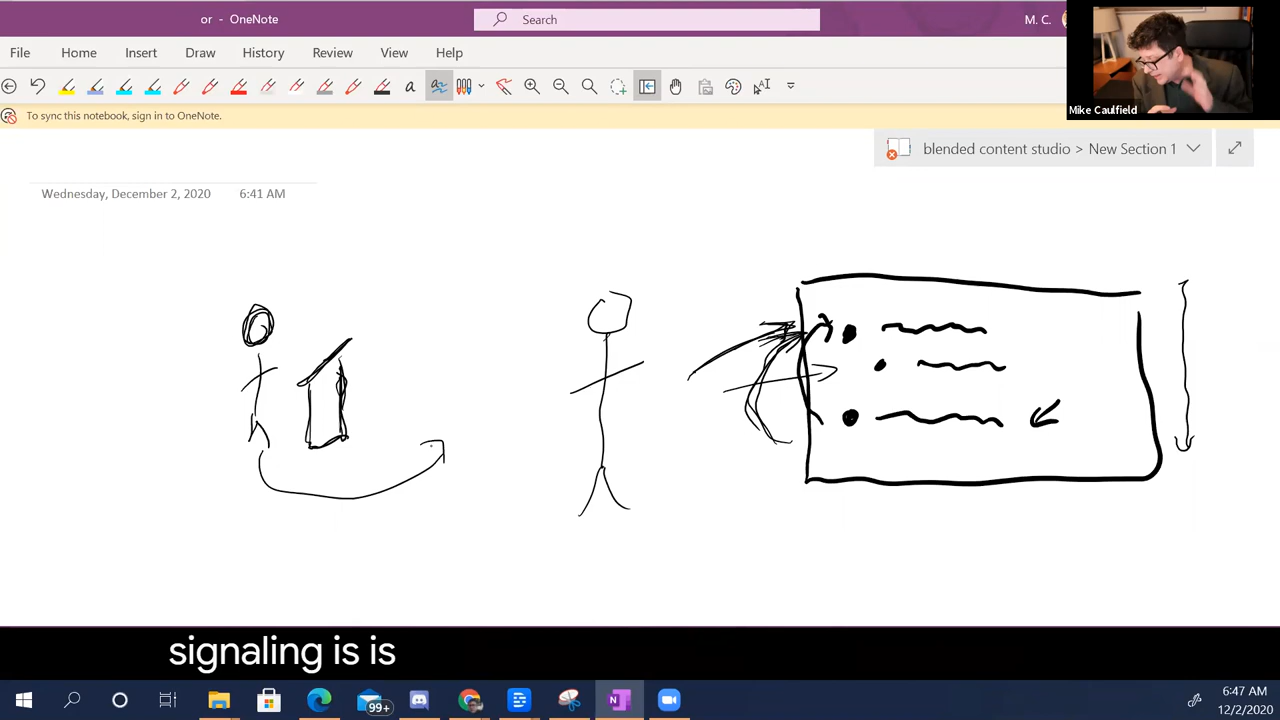 or - OneNote
Search
M. C.
File Home Insert Draw History Review View Help
a
To sync this notebook, sign in to OneNote.
blended content studio > New Section 1
Mike Caulfield
Wednesday, December 2, 2020 6:41 AM
signaling is is
99+
N
6:47 AM
12/2/2020